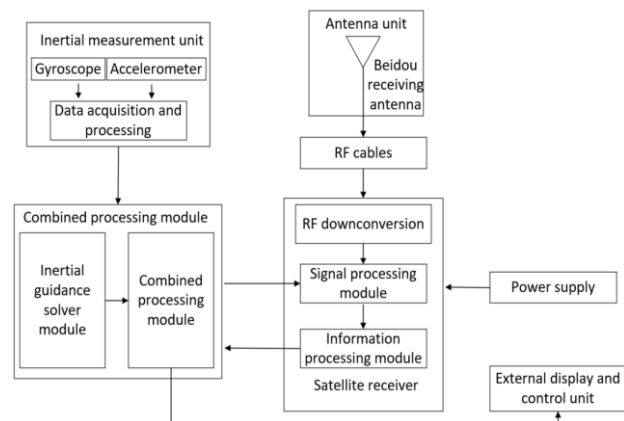 Inertial measurement unit
Gyroscope
Accelerometer
Data acquisition and
processing
Antenna unit
Beidou
receiving
antenna
RF cables
Combined processing module
Inertial
guidance
solver
module
Combined
processing
module
RF downconversion
Signal processing
module
Information
processing module
Satellite receiver
Power supply
External display and
control unit